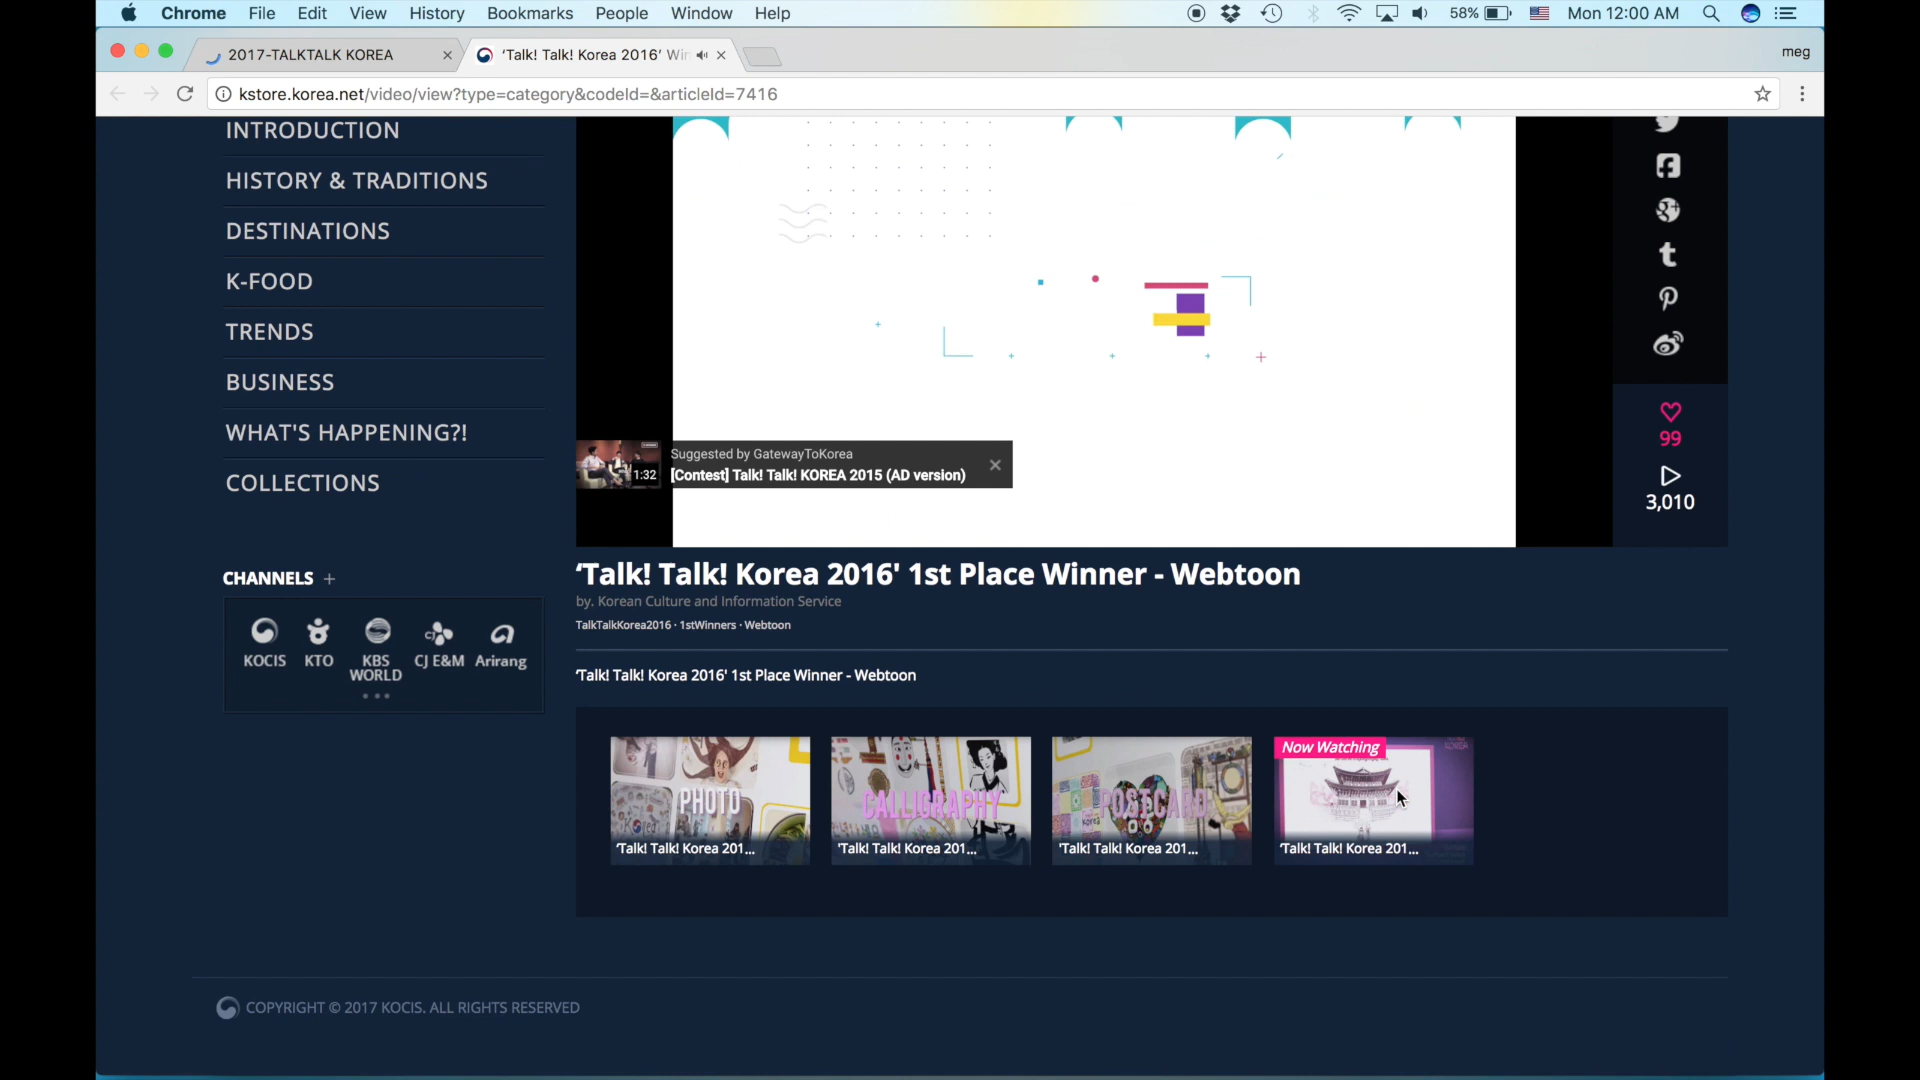 Chrome File Edit View History Bookmarks People Window Help
58% Mon 12:00 AM
2017-TALKTALK KOREA
‘Talk! Talk! Korea 2016’ Win
meg
kstore.korea.net/video/view?type=category&codeId=&articleId=7416
INTRODUCTION
HISTORY & TRADITIONS
DESTINATIONS
K-FOOD
TRENDS
BUSINESS
WHAT'S HAPPENING?!
COLLECTIONS
CHANNELS +
KOCIS
KTO
KBS WORLD
CJ E&M
Arirang
1:32
Suggested by GatewayToKorea
[Contest] Talk! Talk! KOREA 2015 (AD version)
99
3,010
‘Talk! Talk! Korea 2016' 1st Place Winner - Webtoon
by. Korean Culture and Information Service
TalkTalkKorea2016 · 1stWinners · Webtoon
‘Talk! Talk! Korea 2016' 1st Place Winner - Webtoon
PHOTO
‘Talk! Talk! Korea 201...
CALLIGRAPHY
'Talk! Talk! Korea 201...
POSTCARD
'Talk! Talk! Korea 201...
Now Watching
‘Talk! Talk! Korea 201...
COPYRIGHT © 2017 KOCIS. ALL RIGHTS RESERVED